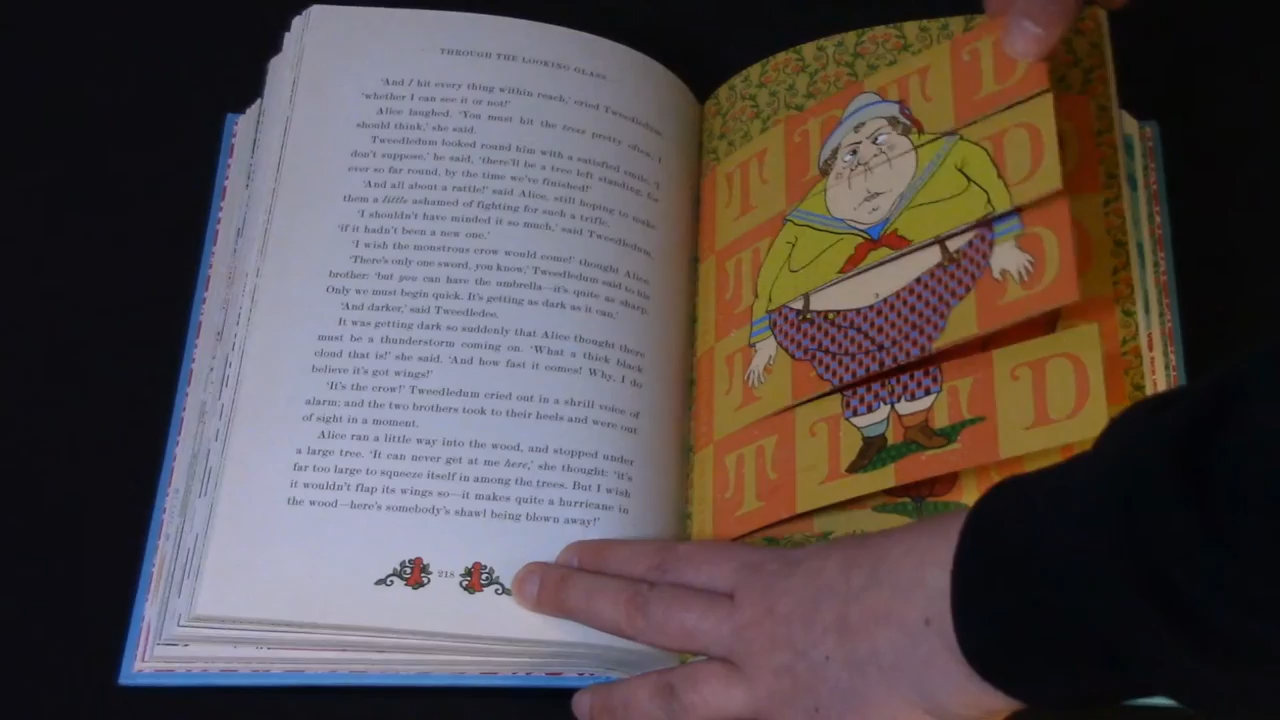 THROUGH THE LOOKING GLASS
‘And I hit every thing within reach,’ cried Tweedledum,
‘whether I can see it or not!’
Alice laughed. ‘You must hit the trees pretty often, I
should think,’ she said.
Tweedledum looked round him with a satisfied smile. ‘I
don’t suppose,’ he said, ‘there’ll be a tree left standing, for
ever so far round, by the time we’ve finished!’
‘And all about a rattle!’ said Alice, still hoping to make
them a little ashamed of fighting for such a trifle.
‘I shouldn’t have minded it so much,’ said Tweedledum,
‘if it hadn’t been a new one.’
‘I wish the monstrous crow would come!’ thought Alice.
‘There’s only one sword, you know,’ Tweedledum said to his
brother: ‘but you can have the umbrella—it’s quite as sharp.
Only we must begin quick. It’s getting as dark as it can.’
‘And darker,’ said Tweedledee.
It was getting dark so suddenly that Alice thought there
must be a thunderstorm coming on. ‘What a thick black
cloud that is!’ she said. ‘And how fast it comes! Why, I do
believe it’s got wings!’
‘It’s the crow!’ Tweedledum cried out in a shrill voice of
alarm; and the two brothers took to their heels and were out
of sight in a moment.
Alice ran a little way into the wood, and stopped under
a large tree. ‘It can never get at me here,’ she thought: ‘it’s
far too large to squeeze itself in among the trees. But I wish
it wouldn’t flap its wings so—it makes quite a hurricane in
the wood—here’s somebody’s shawl being blown away!’
218
T D
T D
T D
T
T D